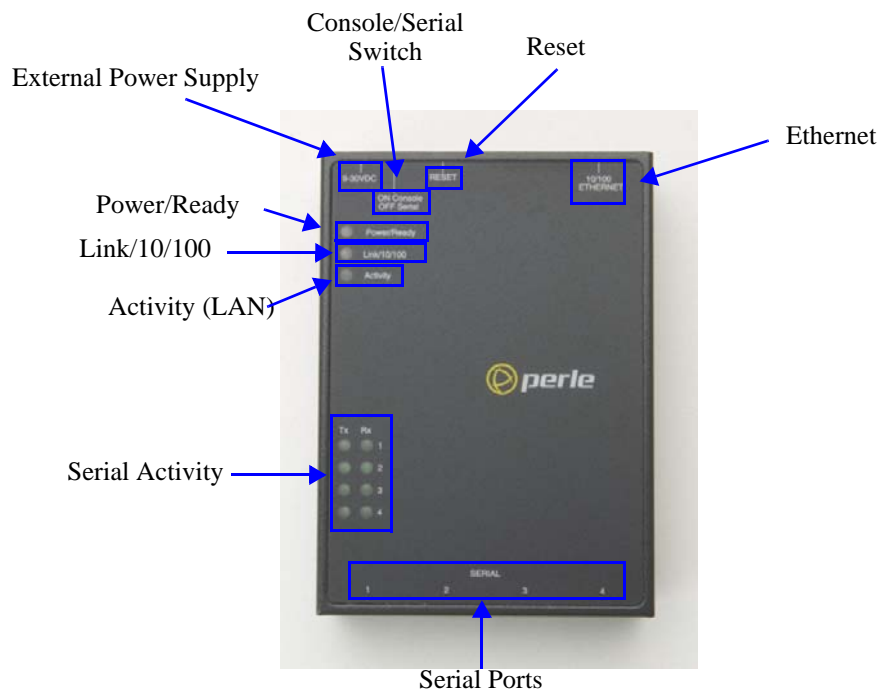 Console/Serial
Switch
Reset
External Power Supply
Ethernet
9-30VDC
RESET
10/100
ETHERNET
ON Console
OFF Serial
Power/Ready
Power/Ready
Link/10/100
Link/10/100
Activity (LAN)
Activity
perle
Tx Rx
1
2
3
4
Serial Activity
SERIAL
1 2 3 4
Serial Ports